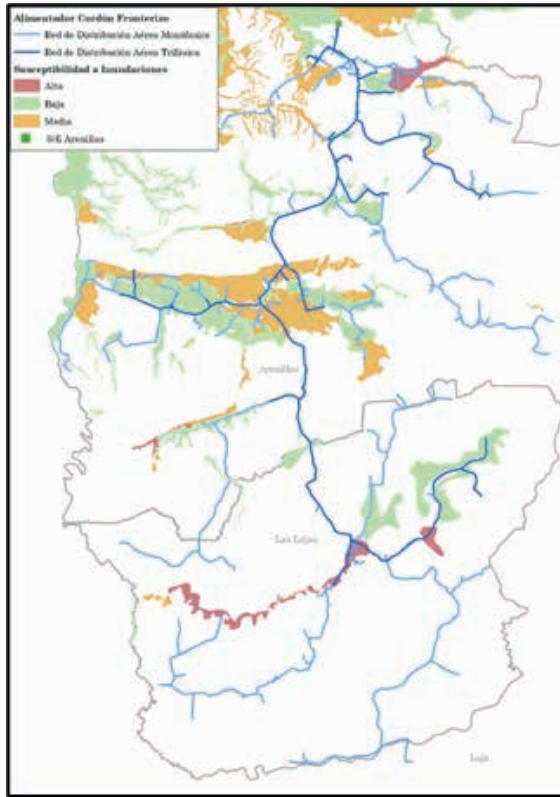 Alimentador Cordón Fronterizo
Red de Distribución Aérea Monofásica
Red de Distribución Aérea Trifásica
Susceptibilidad a Inundaciones
Alta
Baja
Media
S/E Arenillas
Arenillas
Las Lajas
Loja